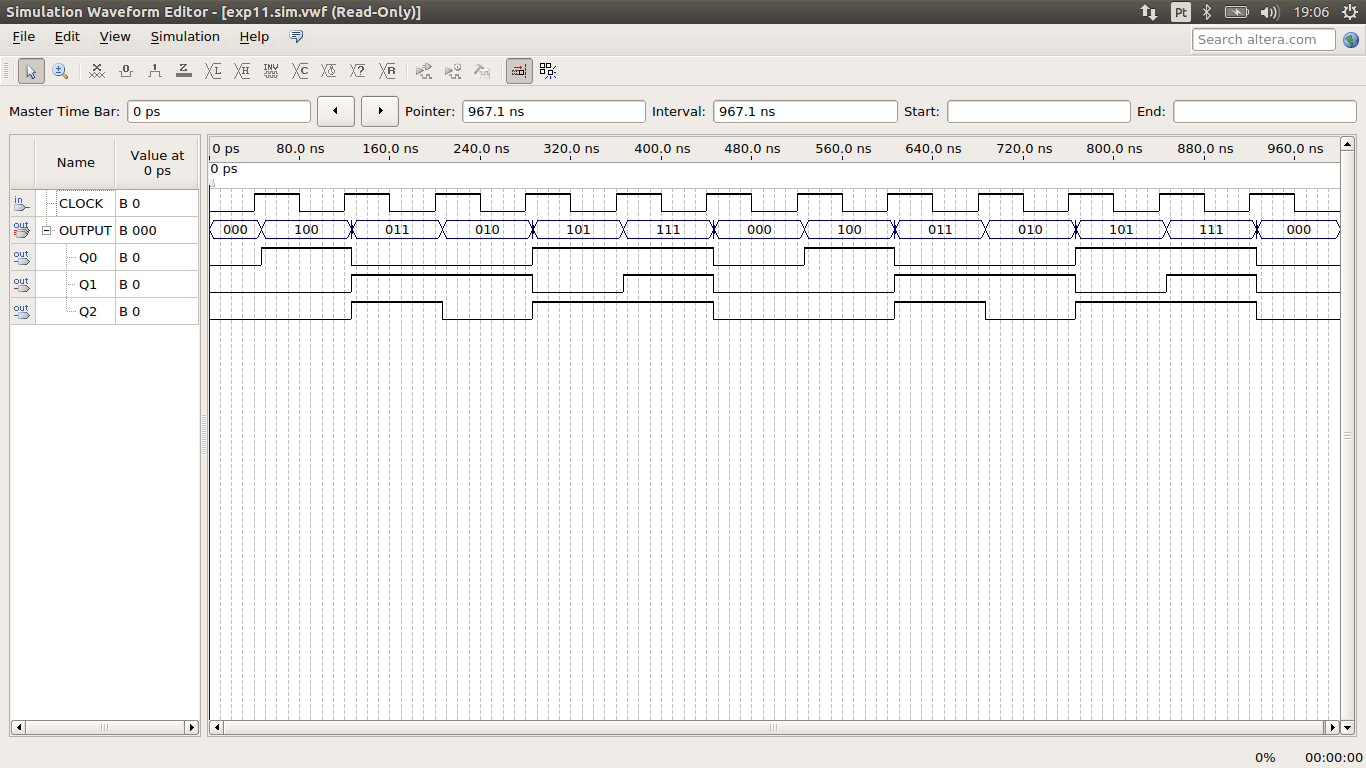 Simulation Waveform Editor - [exp11.sim.vwf (Read-Only)] Pt 19:06
File Edit View Simulation Help Search altera.com
Master Time Bar: 0 ps Pointer: 967.1 ns Interval: 967.1 ns Start: End:
Name Value at 0 ps 0 ps 80.0 ns 160.0 ns 240.0 ns 320.0 ns 400.0 ns 480.0 ns 560.0 ns 640.0 ns 720.0 ns 800.0 ns 880.0 ns 960.0 ns
0 ps
in CLOCK B 0
out OUTPUT B 000 000 100 011 010 101 111 000 100 011 010 101 111 000
out Q0 B 0
out Q1 B 0
out Q2 B 0
0% 00:00:00